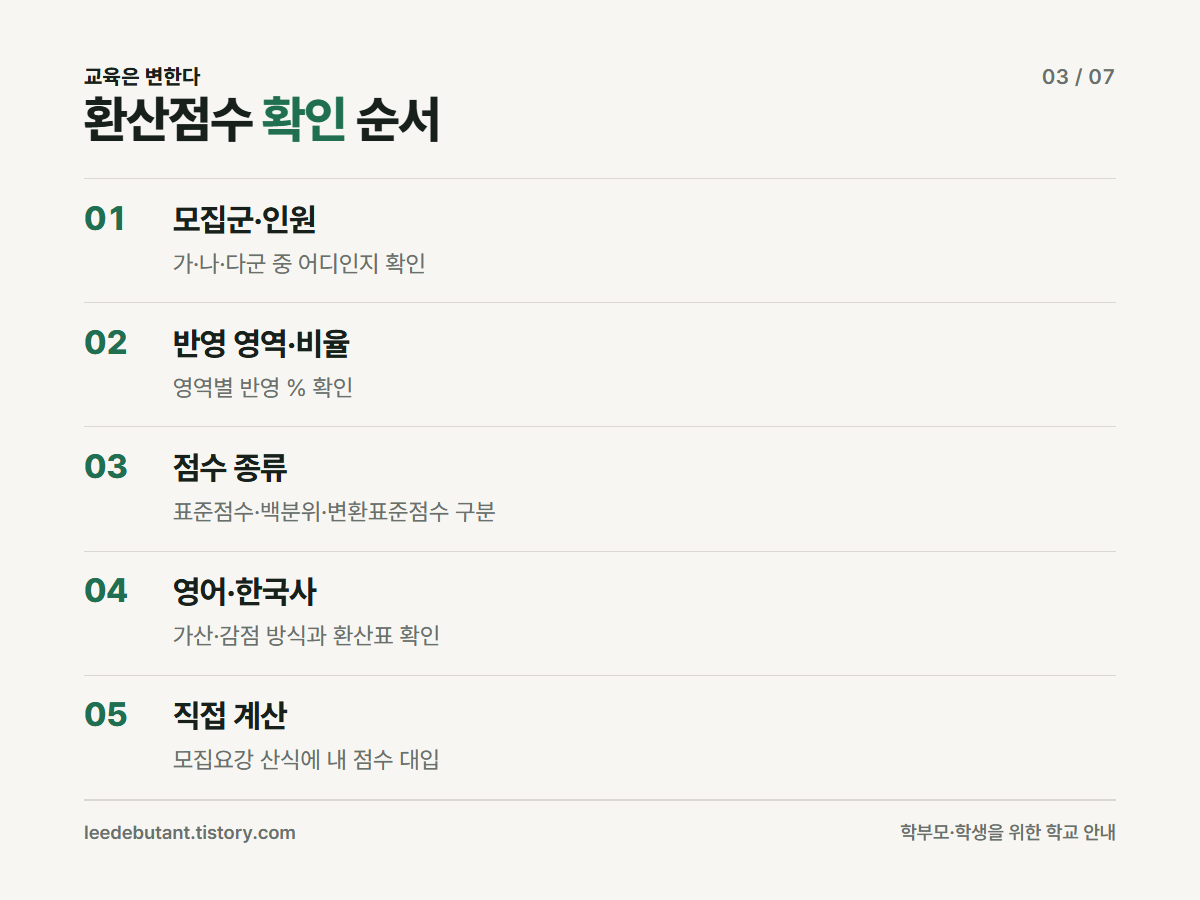 교육은 변한다
03 / 07
환산점수 확인 순서
01 모집군·인원
가·나·다군 중 어디인지 확인
02 반영 영역·비율
영역별 반영 % 확인
03 점수 종류
표준점수·백분위·변환표준점수 구분
04 영어·한국사
가산·감점 방식과 환산표 확인
05 직접 계산
모집요강 산식에 내 점수 대입
leedebutant.tistory.com
학부모·학생을 위한 학교 안내